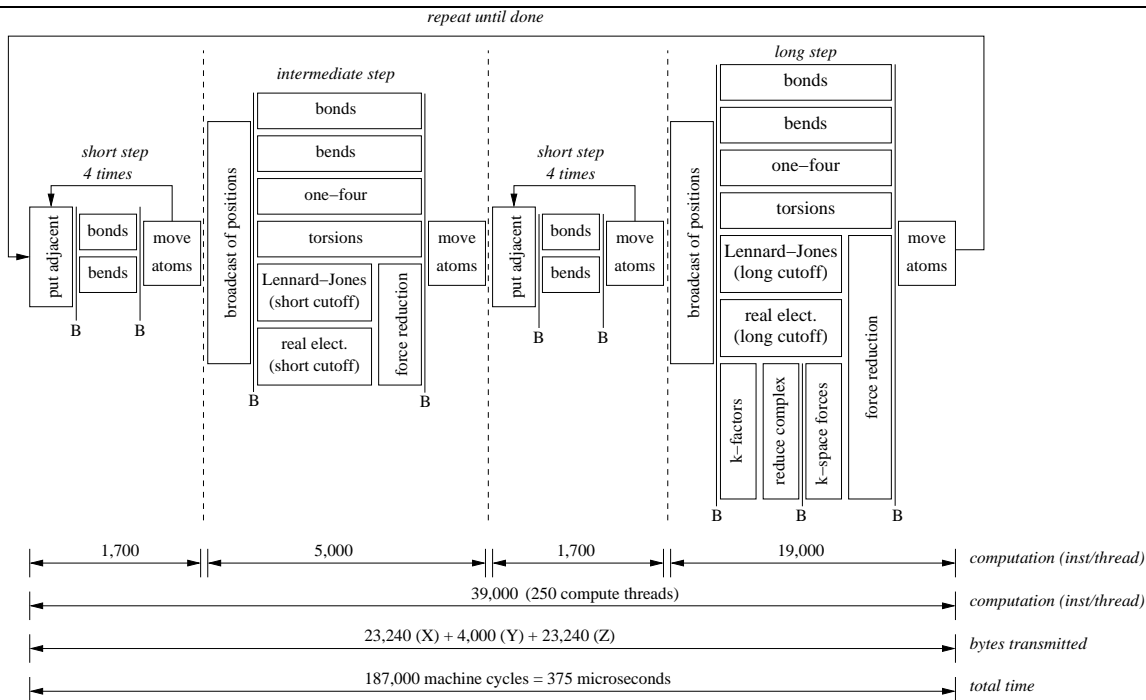 repeat until done
short step
4 times
put adjacent
bonds
bends
move
atoms
B
B
intermediate step
broadcast of positions
bonds
bends
one−four
torsions
Lennard−Jones
(short cutoff)
real elect.
(short cutoff)
force reduction
B
B
move
atoms
short step
4 times
put adjacent
bonds
bends
move
atoms
B
B
long step
broadcast of positions
bonds
bends
one−four
torsions
Lennard−Jones
(long cutoff)
real elect.
(long cutoff)
k−factors
reduce complex
k−space forces
force reduction
B
B
B
move
atoms
1,700
5,000
1,700
19,000
computation (inst/thread)
39,000 (250 compute threads)
computation (inst/thread)
23,240 (X) + 4,000 (Y) + 23,240 (Z)
bytes transmitted
187,000 machine cycles = 375 microseconds
total time